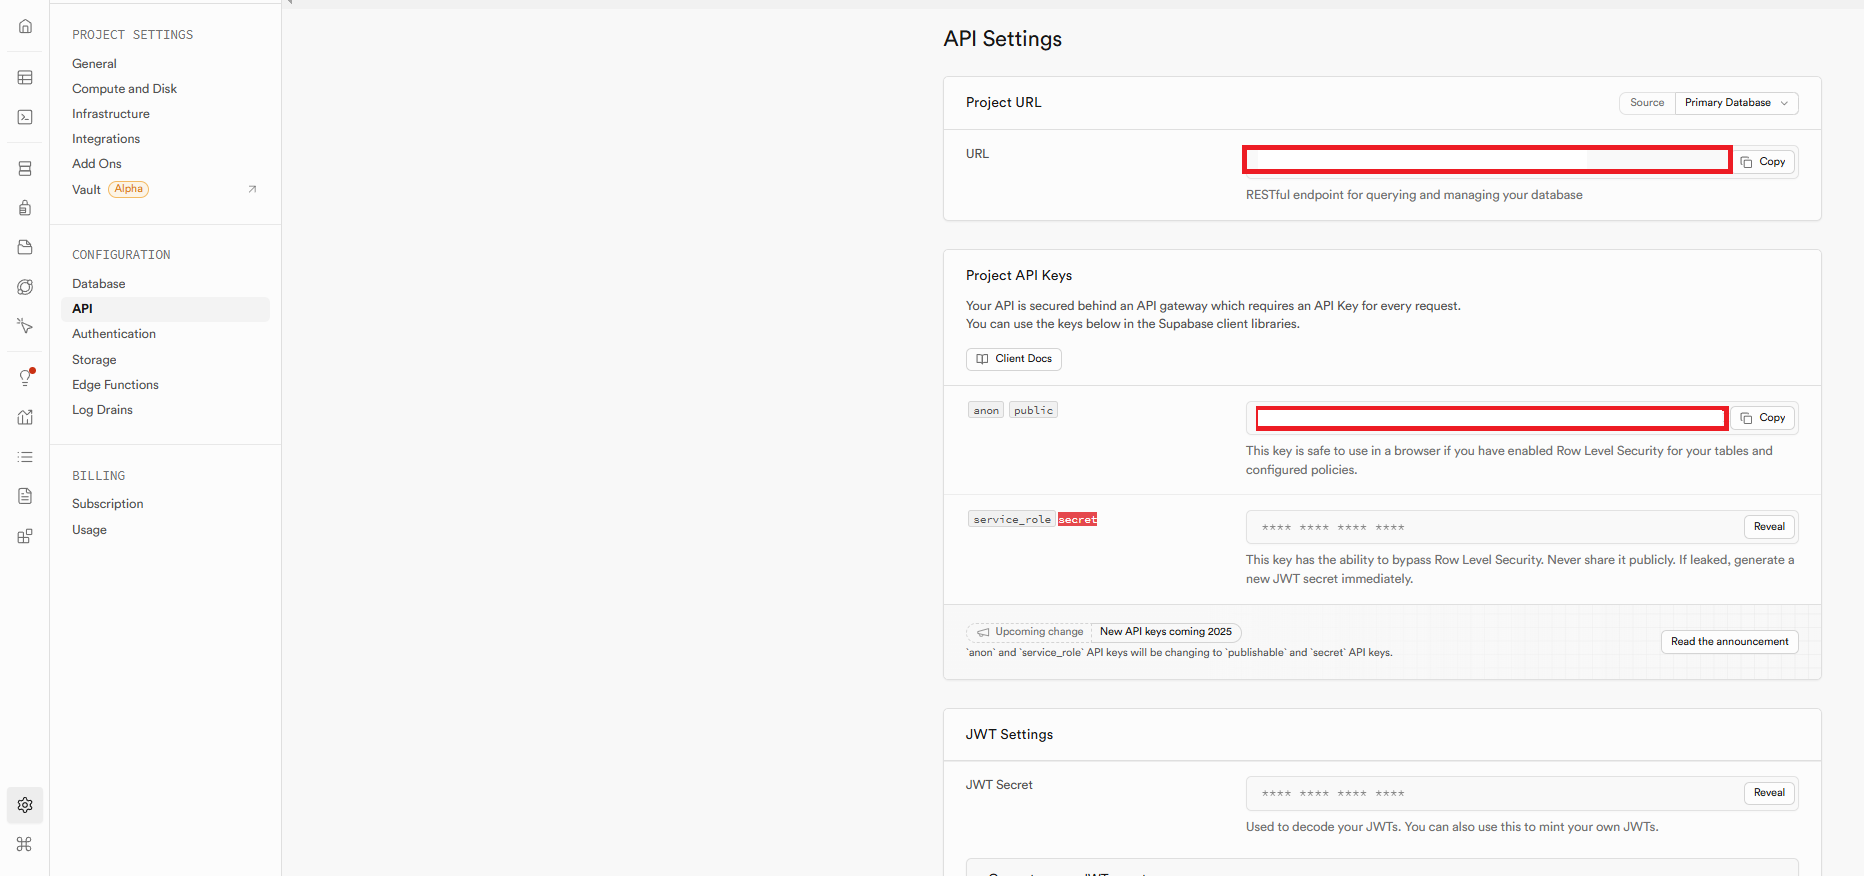 PROJECT SETTINGS
General
Compute and Disk
Infrastructure
Integrations
Add Ons
Vault Alpha
CONFIGURATION
Database
API
Authentication
Storage
Edge Functions
Log Drains
BILLING
Subscription
Usage
API Settings
Project URL
Source Primary Database
URL
Copy
RESTful endpoint for querying and managing your database
Project API Keys
Your API is secured behind an API gateway which requires an API Key for every request.
You can use the keys below in the Supabase client libraries.
Client Docs
anon public
Copy
This key is safe to use in a browser if you have enabled Row Level Security for your tables and
configured policies.
service_role secret
**** **** **** **** Reveal
This key has the ability to bypass Row Level Security. Never share it publicly. If leaked, generate a
new JWT secret immediately.
Upcoming change New API keys coming 2025
`anon` and `service_role` API keys will be changing to `publishable` and `secret` API keys.
Read the announcement
JWT Settings
JWT Secret
**** **** **** **** Reveal
Used to decode your JWTs. You can also use this to mint your own JWTs.